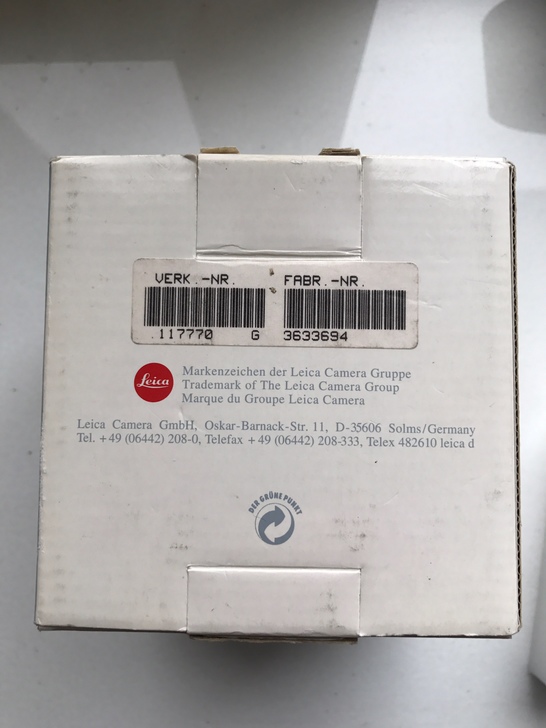 VERK.-NR. FABR.-NR.
117770 G 3633694
Leica
Markenzeichen der Leica Camera Gruppe
Trademark of The Leica Camera Group
Marque du Groupe Leica Camera
Leica Camera GmbH, Oskar-Barnack-Str. 11, D-35606 Solms/Germany
Tel. +49 (06442) 208-0, Telefax +49 (06442) 208-333, Telex 482610 leica d
DER GRÜNE PUNKT